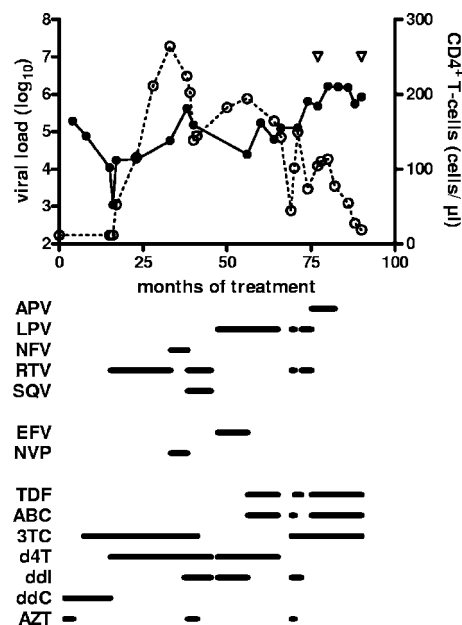 8
7
6
5
4
3
2
viral load (log10)
300
200
100
0
CD4+ T-cells (cells/ µl)
0 25 50 75 100
months of treatment
APV
LPV
NFV
RTV
SQV
EFV
NVP
TDF
ABC
3TC
d4T
ddI
ddC
AZT